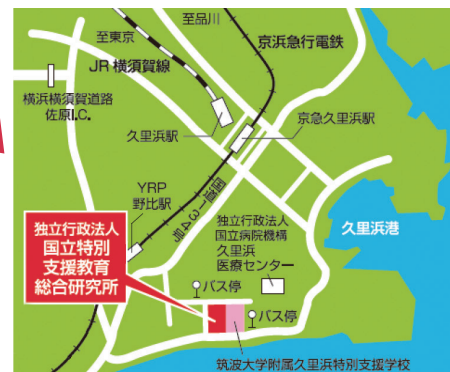 至品川
至東京
京浜急行電鉄
JR横須賀線
横浜横須賀道路
佐原I.C.
久里浜駅
京急久里浜駅
YRP
野比駅
国道134号
独立行政法人
国立病院機構
久里浜
医療センター
久里浜港
独立行政法人
国立特別
支援教育
総合研究所
バス停
バス停
筑波大学附属久里浜特別支援学校